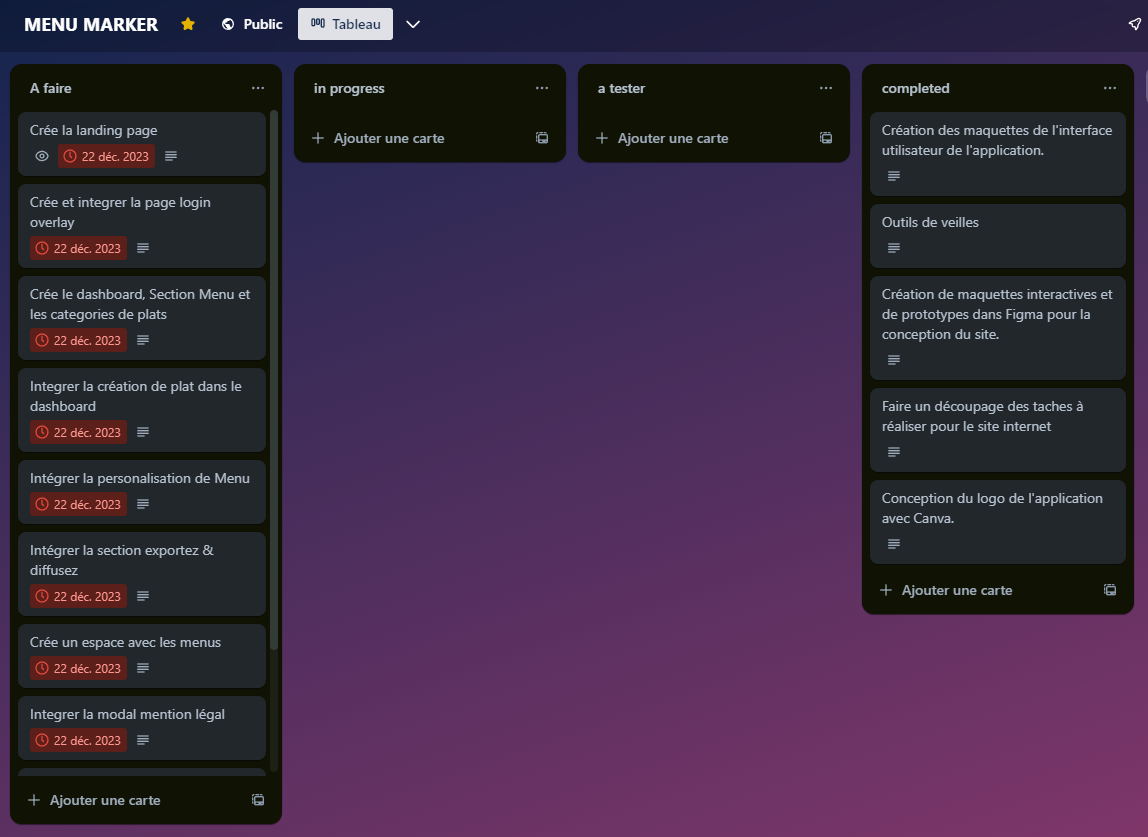 MENU MARKER
Public
Tableau
A faire
Crée la landing page
22 déc. 2023
Crée et integrer la page login
overlay
22 déc. 2023
Crée le dashboard, Section Menu et
les categories de plats
22 déc. 2023
Integrer la création de plat dans le
dashboard
22 déc. 2023
Intégrer la personalisation de Menu
22 déc. 2023
Intégrer la section exportez &
diffusez
22 déc. 2023
Crée un espace avec les menus
22 déc. 2023
Integrer la modal mention légal
22 déc. 2023
Ajouter une carte
in progress
Ajouter une carte
a tester
Ajouter une carte
completed
Création des maquettes de l'interface
utilisateur de l'application.
Outils de veilles
Création de maquettes interactives et
de prototypes dans Figma pour la
conception du site.
Faire un découpage des taches à
réaliser pour le site internet
Conception du logo de l'application
avec Canva.
Ajouter une carte